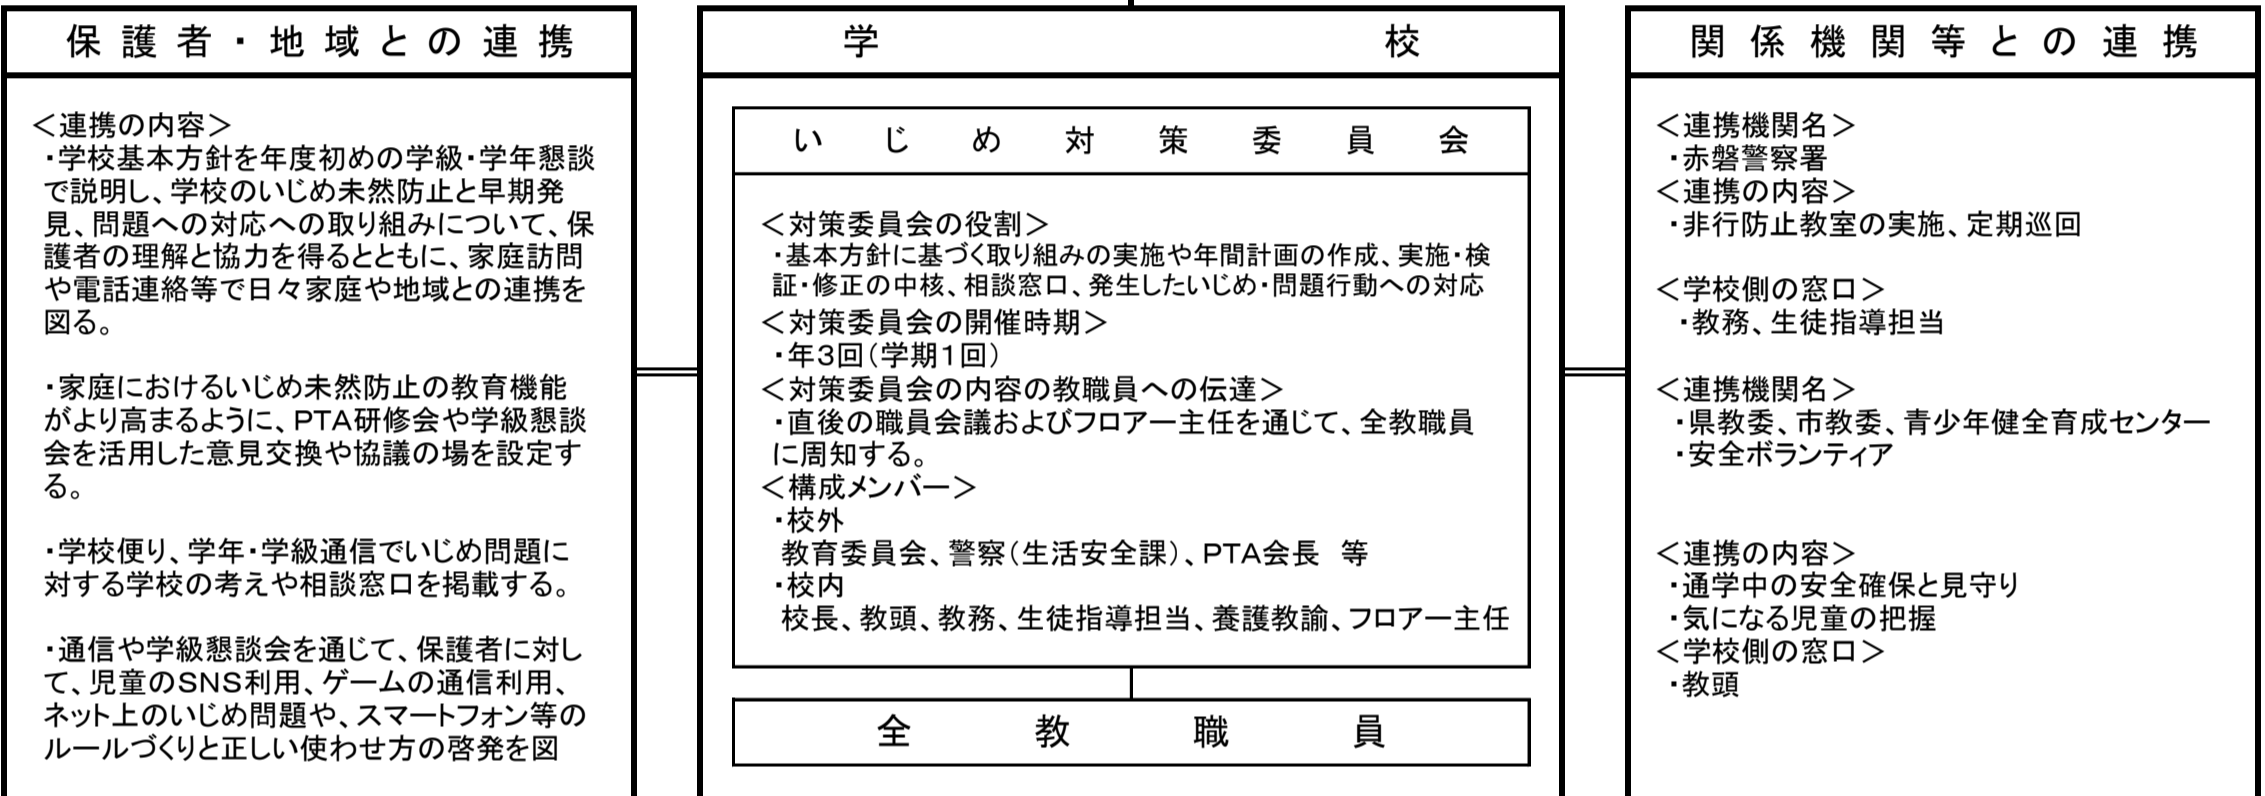 保護者・地域との連携
＜連携の内容＞
・学校基本方針を年度初めの学級・学年懇談
で説明し、学校のいじめ未然防止と早期発
見、問題への対応への取り組みについて、保
護者の理解と協力を得るとともに、家庭訪問
や電話連絡等で日々家庭や地域との連携を
図る。
・家庭におけるいじめ未然防止の教育機能
がより高まるように、PTA研修会や学級懇談
会を活用した意見交換や協議の場を設定す
る。
・学校便り、学年・学級通信でいじめ問題に
対する学校の考えや相談窓口を掲載する。
・通信や学級懇談会を通じて、保護者に対し
て、児童のSNS利用、ゲームの通信利用、
ネット上のいじめ問題や、スマートフォン等の
ルールづくりと正しい使わせ方の啓発を図
学校
いじめ対策委員会
＜対策委員会の役割＞
・基本方針に基づく取り組みの実施や年間計画の作成、実施・検
証・修正の中核、相談窓口、発生したいじめ・問題行動への対応
＜対策委員会の開催時期＞
・年３回（学期１回）
＜対策委員会の内容の教職員への伝達＞
・直後の職員会議およびフロアー主任を通じて、全教職員
に周知する。
＜構成メンバー＞
・校外
教育委員会、警察（生活安全課）、PTA会長　等
・校内
校長、教頭、教務、生徒指導担当、養護教諭、フロアー主任
全教職員
関係機関等との連携
＜連携機関名＞
・赤磐警察署
＜連携の内容＞
・非行防止教室の実施、定期巡回
＜学校側の窓口＞
・教務、生徒指導担当
＜連携機関名＞
・県教委、市教委、青少年健全育成センター
・安全ボランティア
＜連携の内容＞
・通学中の安全確保と見守り
・気になる児童の把握
＜学校側の窓口＞
・教頭